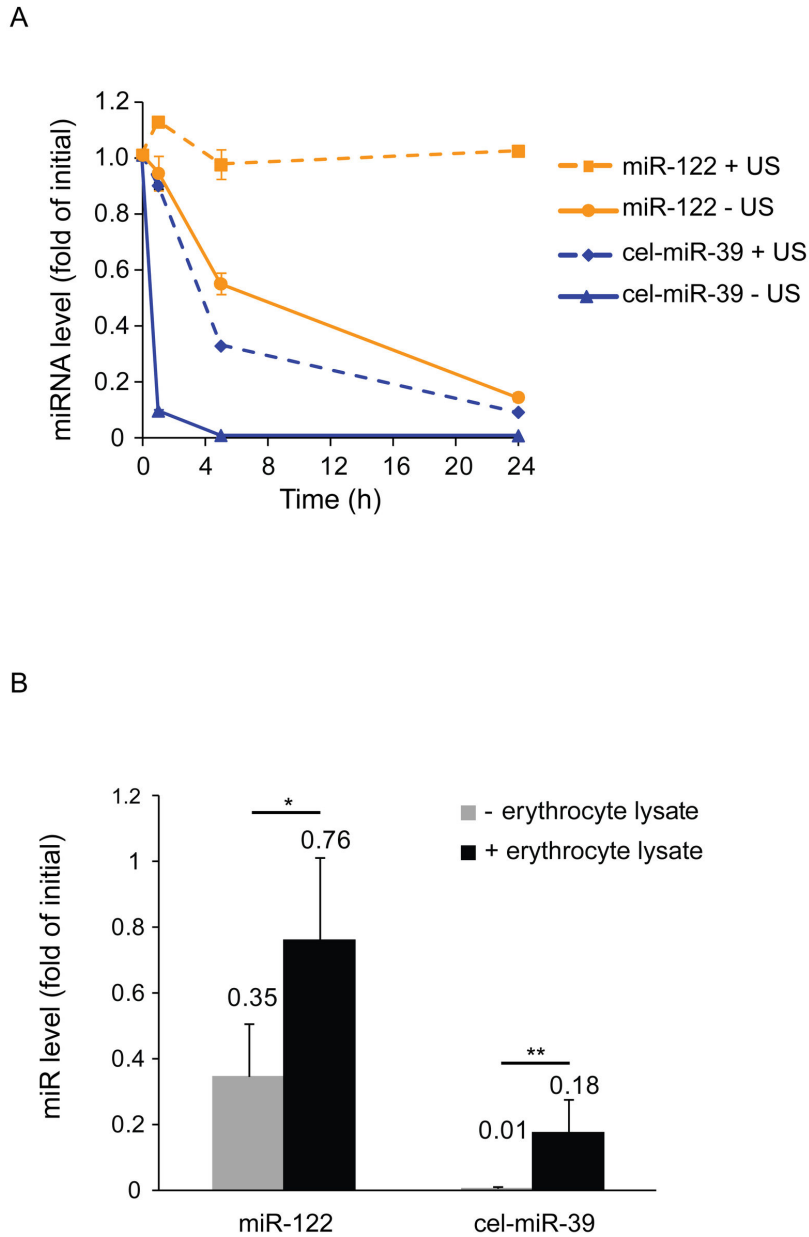 A
miRNA level (fold of initial)
1.2
1.0
0.8
0.6
0.4
0.2
0
0 4 8 12 16 20 24
Time (h)
miR-122 + US
miR-122 - US
cel-miR-39 + US
cel-miR-39 - US
B
miR level (fold of initial)
1.2
1
0.8
0.6
0.4
0.2
0
- erythrocyte lysate
+ erythrocyte lysate
*
0.76
0.35
**
0.18
0.01
miR-122 cel-miR-39